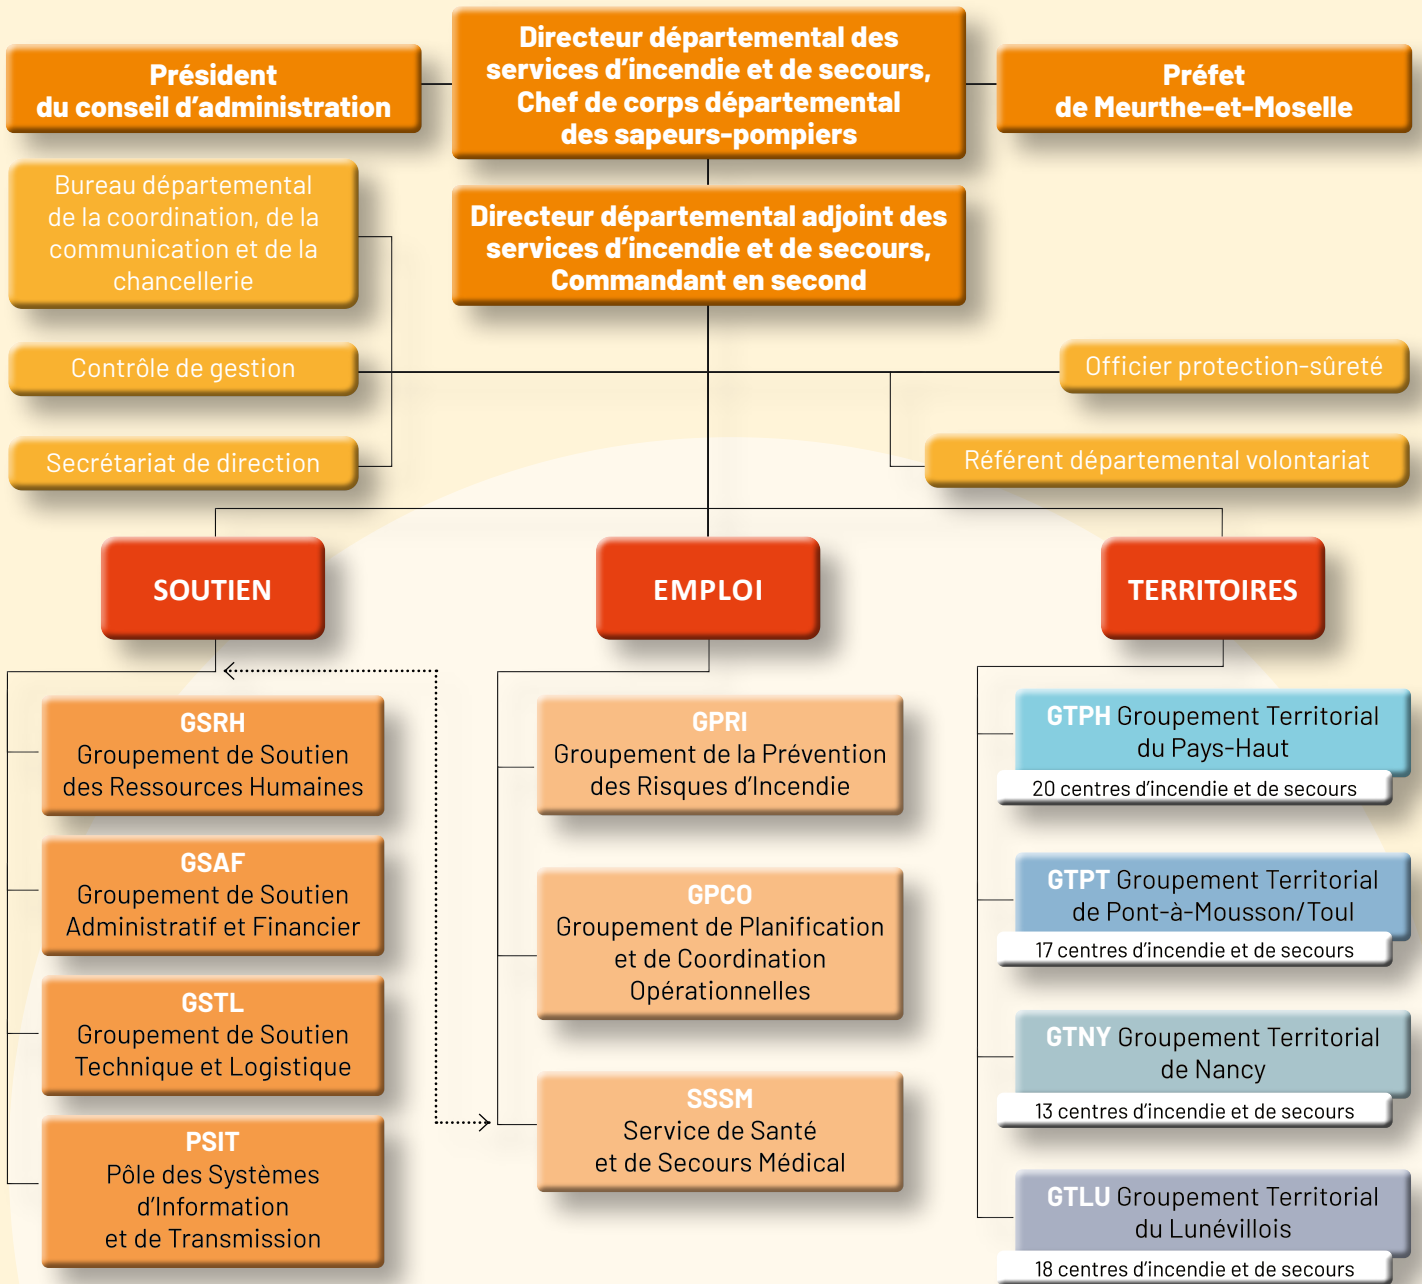 Président
du conseil d’administration
Directeur départemental des
services d’incendie et de secours,
Chef de corps départemental
des sapeurs-pompiers
Préfet
de Meurthe-et-Moselle
Bureau départemental
de la coordination, de la
communication et de la
chancellerie
Directeur départemental adjoint des
services d’incendie et de secours,
Commandant en second
Contrôle de gestion
Officier protection-sûreté
Secrétariat de direction
Référent départemental volontariat
SOUTIEN
GSRH
Groupement de Soutien
des Ressources Humaines
GSAF
Groupement de Soutien
Administratif et Financier
GSTL
Groupement de Soutien
Technique et Logistique
PSIT
Pôle des Systèmes
d’Information
et de Transmission
EMPLOI
GPRI
Groupement de la Prévention
des Risques d’Incendie
GPCO
Groupement de Planification
et de Coordination
Opérationnelles
SSSM
Service de Santé
et de Secours Médical
TERRITOIRES
GTPH Groupement Territorial
du Pays-Haut
20 centres d’incendie et de secours
GTPT Groupement Territorial
de Pont-à-Mousson/Toul
17 centres d’incendie et de secours
GTNY Groupement Territorial
de Nancy
13 centres d’incendie et de secours
GTLU Groupement Territorial
du Lunévillois
18 centres d’incendie et de secours